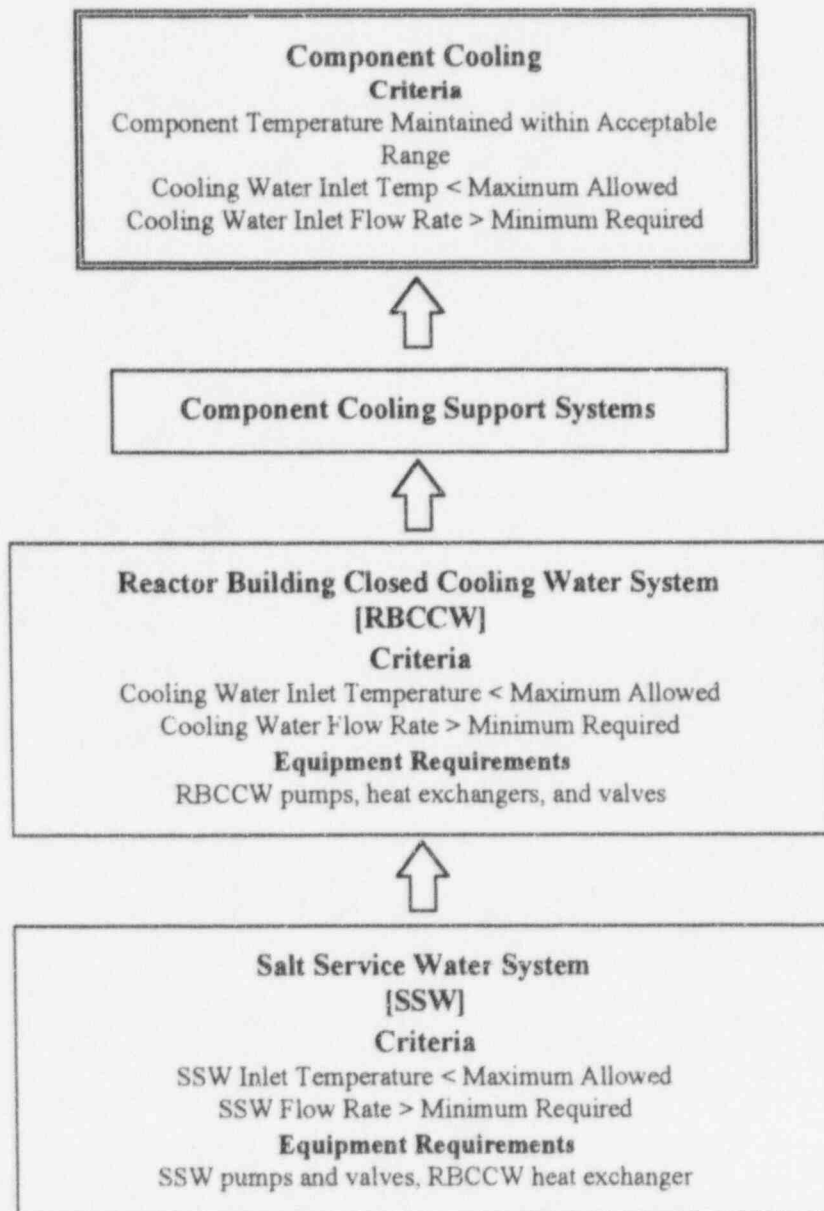 Component Cooling
Criteria
Component Temperature Maintained within Acceptable
Range
Cooling Water Inlet Temp < Maximum Allowed
Cooling Water Inlet Flow Rate > Minimum Required
Component Cooling Support Systems
Reactor Building Closed Cooling Water System
[RBCCW]
Criteria
Cooling Water Inlet Temperature < Maximum Allowed
Cooling Water Flow Rate > Minimum Required
Equipment Requirements
RBCCW pumps, heat exchangers, and valves
Salt Service Water System
[SSW]
Criteria
SSW Inlet Temperature < Maximum Allowed
SSW Flow Rate > Minimum Required
Equipment Requirements
SSW pumps and valves, RBCCW heat exchanger